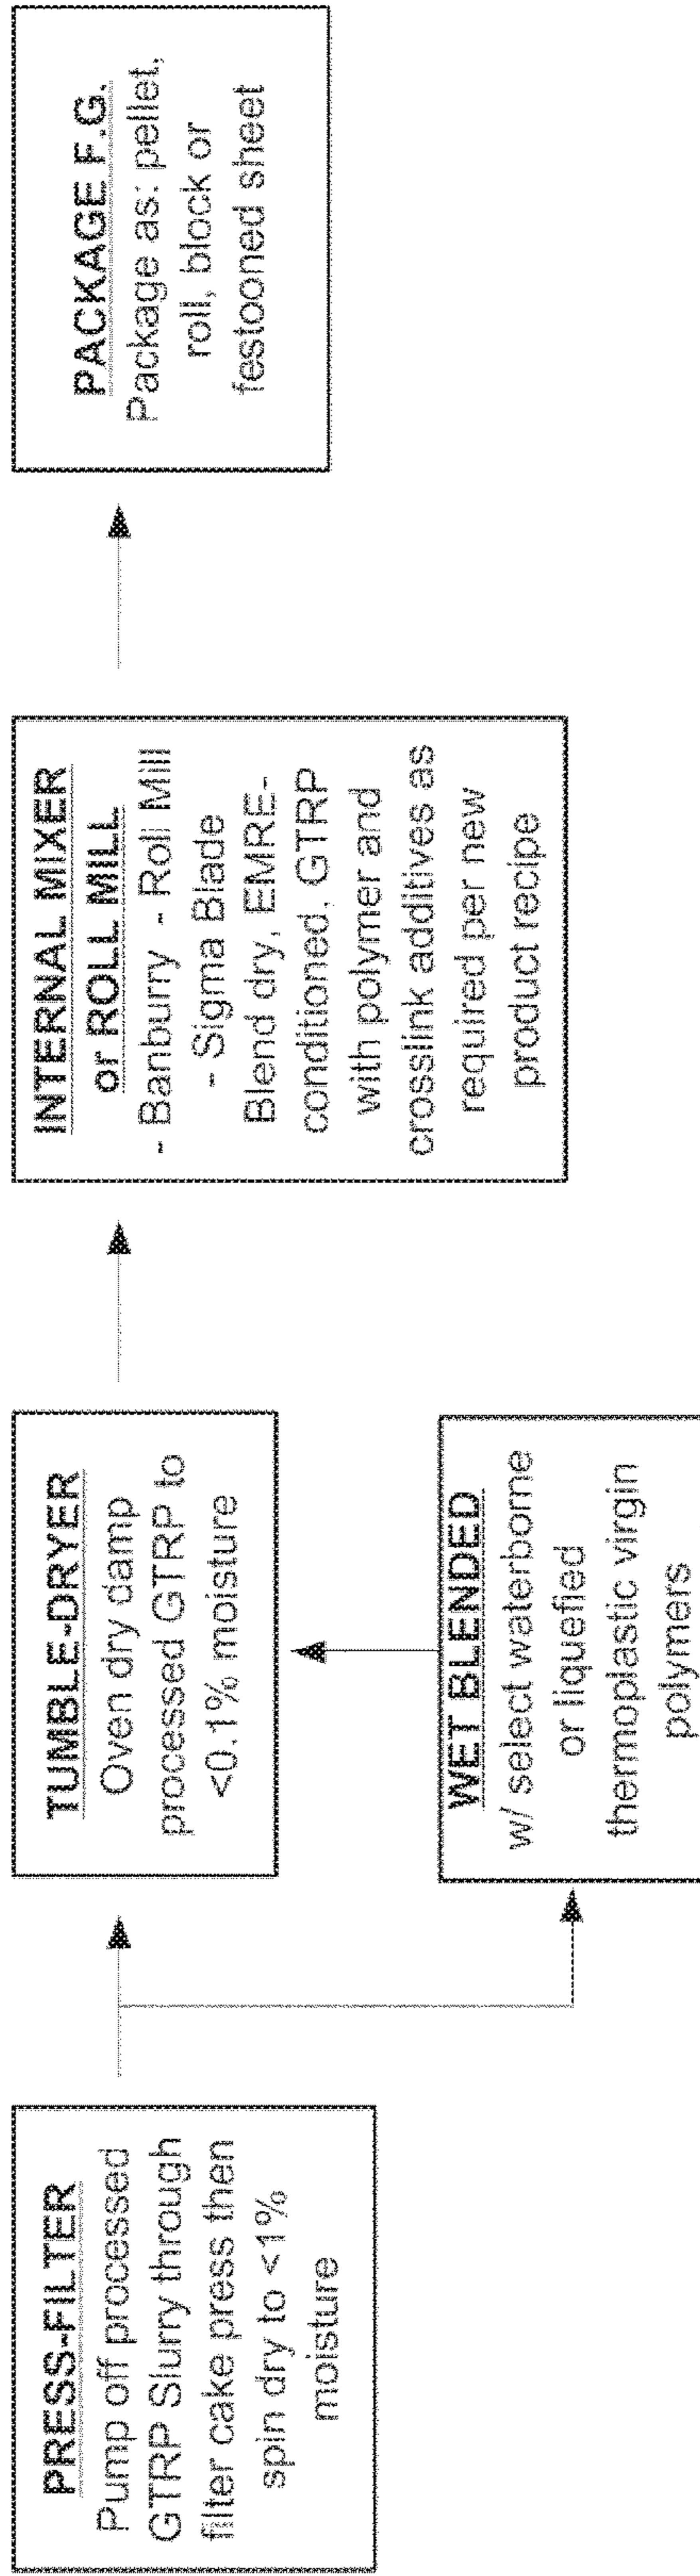 PRESS-FILTER
Pump off processed
GTRP Slurry through
filter cake press then
spin dry to <1%
moisture
TUMBLE-DRYER
Oven dry damp
processed GTRP to
<0.1% moisture
WET BLENDED
w/ select waterborne
or liquefied
thermoplastic virgin
polymers
INTERNAL MIXER
or ROLL MILL
- Banburry - Roll Mill
- Sigma Blade
Blend dry, EMRE-
conditioned, GTRP
with polymer and
crosslink additives as
required per new
product recipe
PACKAGE F.G.
Package as: pellet,
roll, block or
festooned sheet